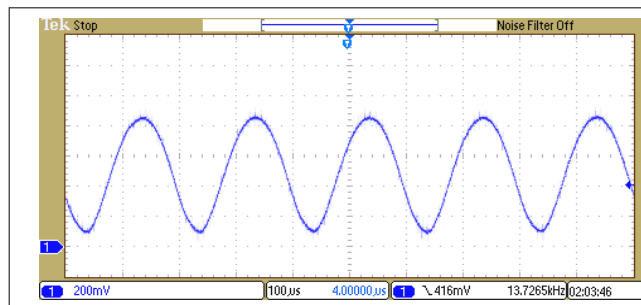 Tek Stop Noise Filter Off
T
T
1
1 200mV 100µs 4.00000µs 1 416mV 13.7265kHz 02:03:46